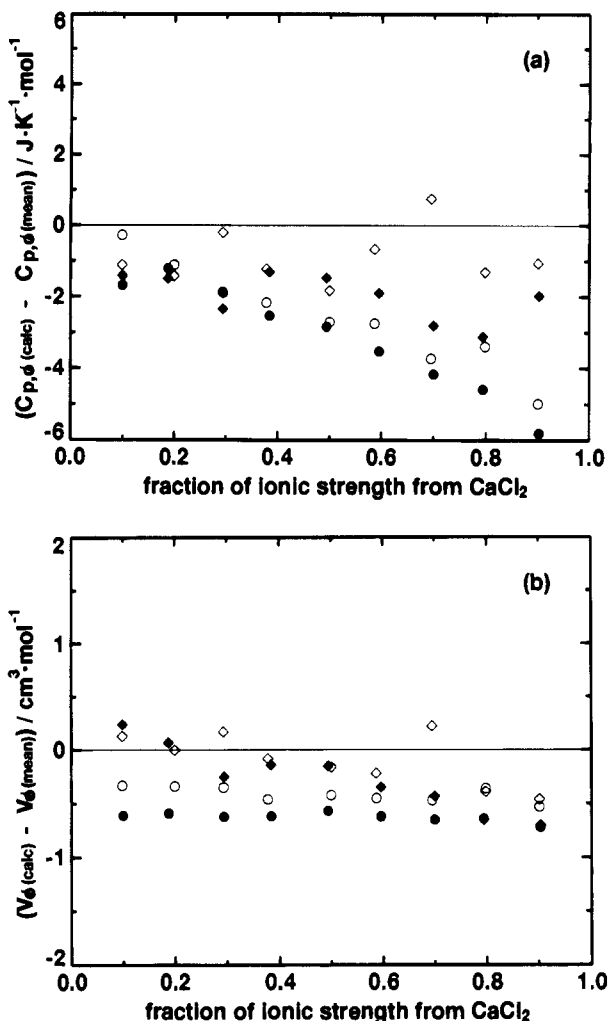 (a)
(Cp,ϕ (calc) - Cp,ϕ (mean)) / J·K⁻¹·mol⁻¹
6
4
2
0
-2
-4
-6
0.0 0.2 0.4 0.6 0.8 1.0
fraction of ionic strength from CaCl₂
(b)
(Vϕ (calc) - Vϕ (mean)) / cm³·mol⁻¹
2
1
0
-1
-2
0.0 0.2 0.4 0.6 0.8 1.0
fraction of ionic strength from CaCl₂